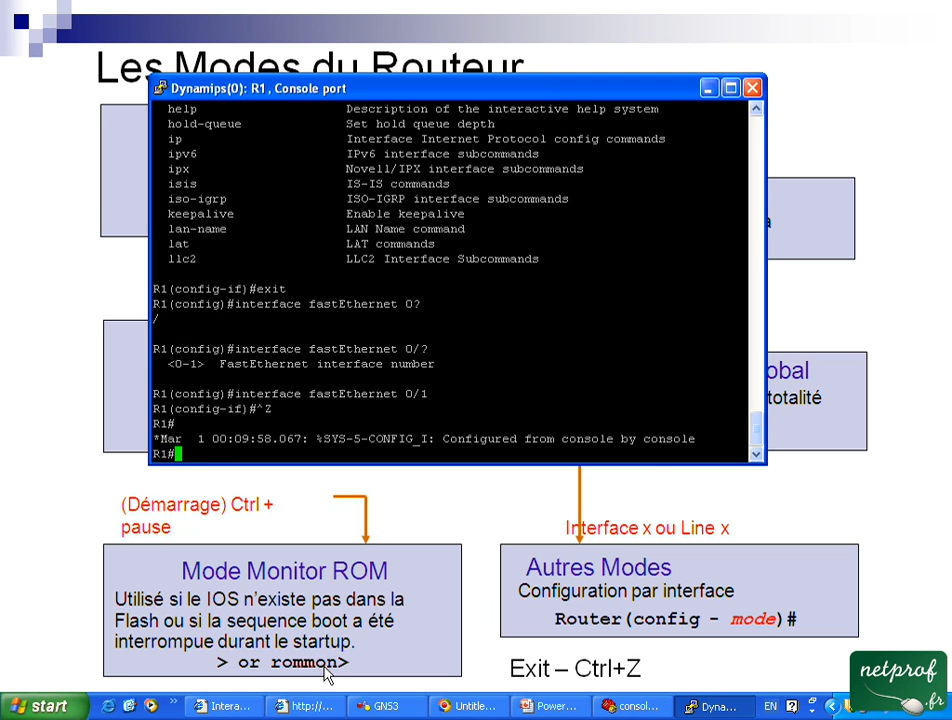 Les Modes du Routeur
Dynamips(0): R1, Console port
help Description of the interactive help system
hold-queue Set hold queue depth
ip Interface Internet Protocol config commands
ipv6 IPv6 interface subcommands
ipx Novell/IPX interface subcommands
isis IS-IS commands
iso-igrp ISO-IGRP interface subcommands
keepalive Enable keepalive
lan-name LAN Name command
lat LAT commands
llc2 LLC2 Interface Subcommands
R1(config-if)#exit
R1(config)#interface fastEthernet 0?
/
R1(config)#interface fastEthernet 0/?
<0-1> FastEthernet interface number
R1(config)#interface fastEthernet 0/1
R1(config-if)#^Z
R1#
*Mar 1 00:09:58.067: %SYS-5-CONFIG_I: Configured from console by console
R1#
obal
totalité
(Démarrage) Ctrl +
pause
Interface x ou Line x
Mode Monitor ROM
Utilisé si le IOS n'existe pas dans la
Flash ou si la sequence boot a été
interrompue durant le startup.
> or rommon>
Autres Modes
Configuration par interface
Router(config - mode)#
Exit – Ctrl+Z
netprof
.fr
start
Intera...
http://...
GNS3
Untitle...
Power...
consol...
Dyna...
EN